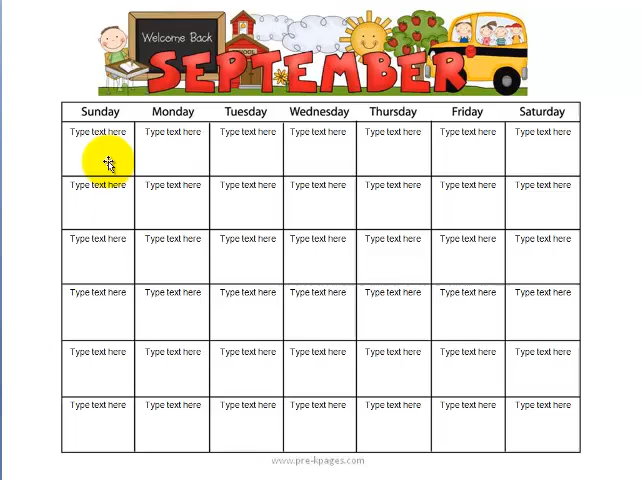 Welcome Back
SCHOOL
SEPTEMBER
Sunday Monday Tuesday Wednesday Thursday Friday Saturday
Type text here Type text here Type text here Type text here Type text here Type text here Type text here
Type text here Type text here Type text here Type text here Type text here Type text here Type text here
Type text here Type text here Type text here Type text here Type text here Type text here Type text here
Type text here Type text here Type text here Type text here Type text here Type text here Type text here
Type text here Type text here Type text here Type text here Type text here Type text here Type text here
Type text here Type text here Type text here Type text here Type text here Type text here Type text here
www.pre-kpages.com